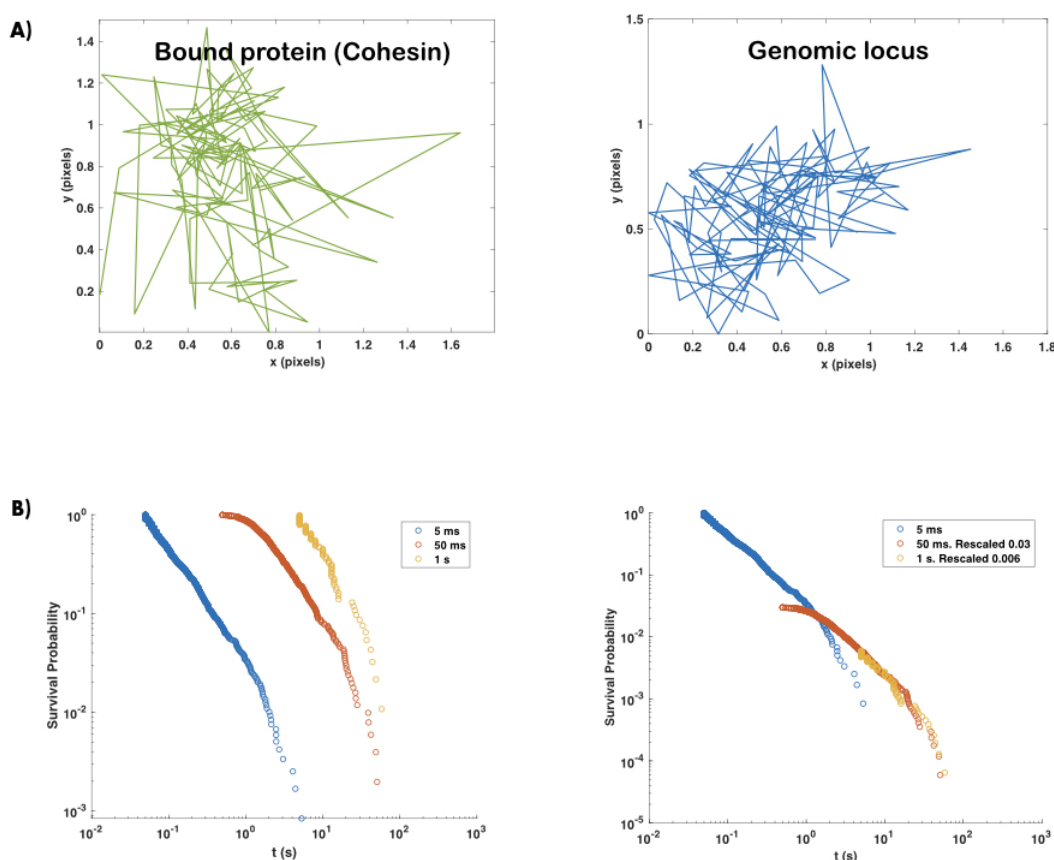 A)
Bound protein (Cohesin)
y (pixels)
1.4
1.2
1
0.8
0.6
0.4
0.2
0 0.2 0.4 0.6 0.8 1 1.2 1.4 1.6
x (pixels)
Genomic locus
y (pixels)
1.5
1
0.5
0
0 0.2 0.4 0.6 0.8 1 1.2 1.4 1.6 1.8
x (pixels)
B)
Survival Probability
10^0
10^-1
10^-2
10^-3
10^-2 10^-1 10^0 10^1 10^2 10^3
t (s)
5 ms
50 ms
1 s
Survival Probability
10^0
10^-1
10^-2
10^-3
10^-4
10^-5
10^-2 10^-1 10^0 10^1 10^2 10^3
t (s)
5 ms
50 ms. Rescaled 0.03
1 s. Rescaled 0.006